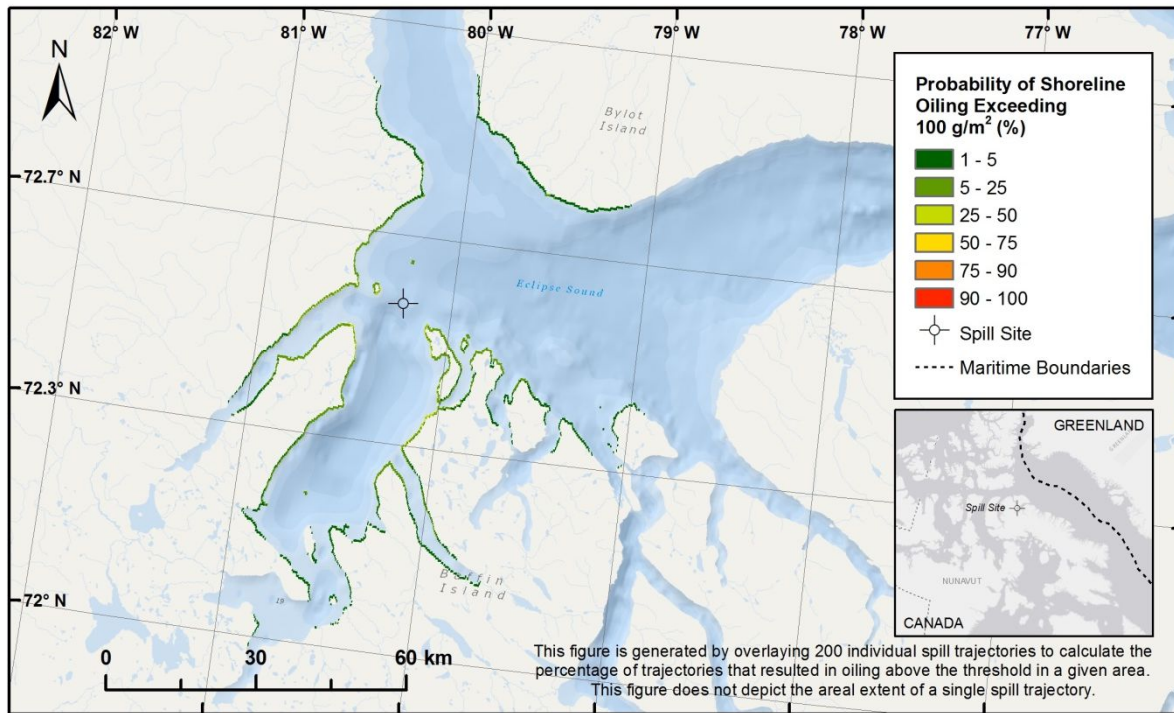 82° W
81° W
80° W
79° W
78° W
77° W
N
Bylot
Island
72.7° N
Eclipse Sound
72.3° N
72° N
Baffin
Island
0 30 60 km
Probability of Shoreline
Oiling Exceeding
100 g/m² (%)
1 - 5
5 - 25
25 - 50
50 - 75
75 - 90
90 - 100
Spill Site
Maritime Boundaries
GREENLAND
Spill Site
NUNAVUT
CANADA
This figure is generated by overlaying 200 individual spill trajectories to calculate the
percentage of trajectories that resulted in oiling above the threshold in a given area.
This figure does not depict the areal extent of a single spill trajectory.